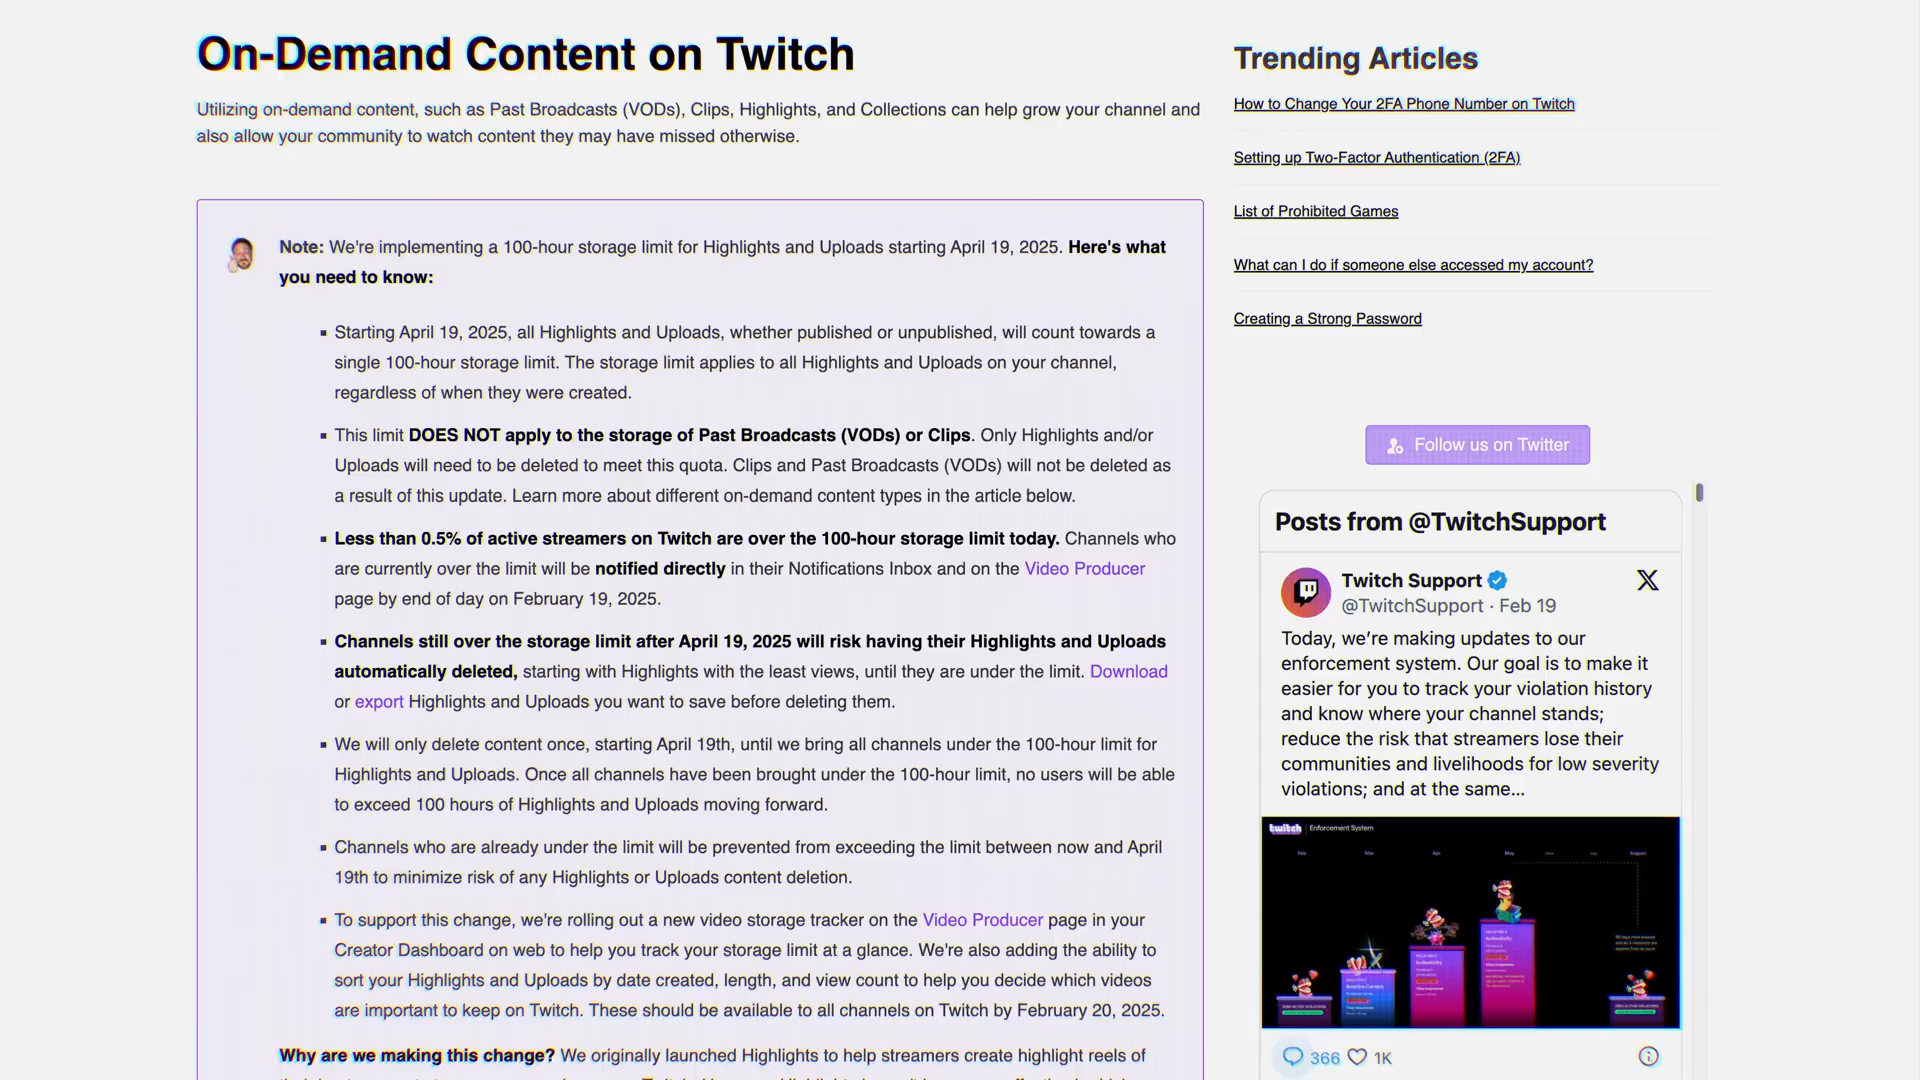 On-Demand Content on Twitch
Utilizing on-demand content, such as Past Broadcasts (VODs), Clips, Highlights, and Collections can help grow your channel and
also allow your community to watch content they may have missed otherwise.
Note: We're implementing a 100-hour storage limit for Highlights and Uploads starting April 19, 2025. Here's what
you need to know:
Starting April 19, 2025, all Highlights and Uploads, whether published or unpublished, will count towards a
single 100-hour storage limit. The storage limit applies to all Highlights and Uploads on your channel,
regardless of when they were created.
This limit DOES NOT apply to the storage of Past Broadcasts (VODs) or Clips. Only Highlights and/or
Uploads will need to be deleted to meet this quota. Clips and Past Broadcasts (VODs) will not be deleted as
a result of this update. Learn more about different on-demand content types in the article below.
Less than 0.5% of active streamers on Twitch are over the 100-hour storage limit today. Channels who
are currently over the limit will be notified directly in their Notifications Inbox and on the Video Producer
page by end of day on February 19, 2025.
Channels still over the storage limit after April 19, 2025 will risk having their Highlights and Uploads
automatically deleted, starting with Highlights with the least views, until they are under the limit. Download
or export Highlights and Uploads you want to save before deleting them.
We will only delete content once, starting April 19th, until we bring all channels under the 100-hour limit for
Highlights and Uploads. Once all channels have been brought under the 100-hour limit, no users will be able
to exceed 100 hours of Highlights and Uploads moving forward.
Channels who are already under the limit will be prevented from exceeding the limit between now and April
19th to minimize risk of any Highlights or Uploads content deletion.
To support this change, we're rolling out a new video storage tracker on the Video Producer page in your
Creator Dashboard on web to help you track your storage limit at a glance. We're also adding the ability to
sort your Highlights and Uploads by date created, length, and view count to help you decide which videos
are important to keep on Twitch. These should be available to all channels on Twitch by February 20, 2025.
Why are we making this change? We originally launched Highlights to help streamers create highlight reels of
Trending Articles
How to Change Your 2FA Phone Number on Twitch
Setting up Two-Factor Authentication (2FA)
List of Prohibited Games
What can I do if someone else accessed my account?
Creating a Strong Password
Follow us on Twitter
Posts from @TwitchSupport
Twitch Support
@TwitchSupport · Feb 19
Today, we're making updates to our
enforcement system. Our goal is to make it
easier for you to track your violation history
and know where your channel stands;
reduce the risk that streamers lose their
communities and livelihoods for low severity
violations; and at the same...
twitch Enforcement System
Feb Mar Apr May August
366 1K